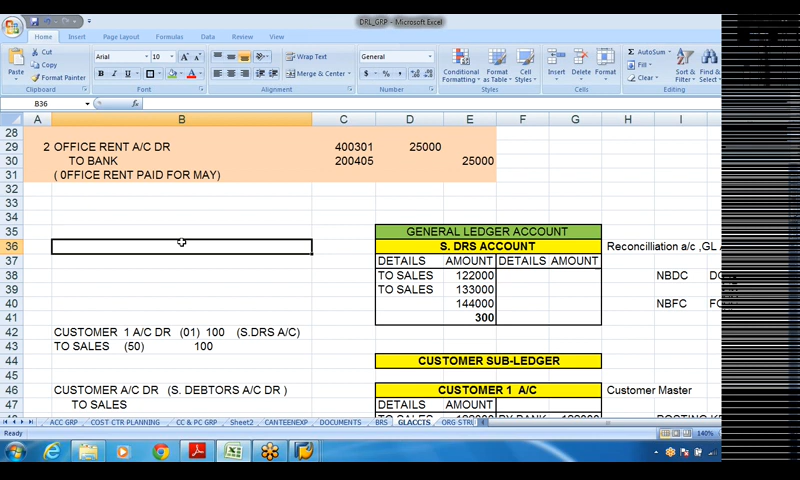 DRL_GRP - Microsoft Excel
Home Insert Page Layout Formulas
Cut
Copy
Paste
Format Painter
Clipboard
Arial 10
Font
Wrap Text
Merge & Center
Alignment
General
Number
Conditional Formatting Format as Table Cell Styles
Styles
Insert Delete Format
Cells
AutoSum
Fill
Clear
Sort & Filter
Editing
B36 fx
A B C D E F G H I
28
29 2 OFFICE RENT A/C DR 400301 25000
30 TO BANK 200405 25000
31 ( 0FFICE RENT PAID FOR MAY)
32
33
34
35 GENERAL LEDGER ACCOUNT
36 S. DRS ACCOUNT Reconcilliation a/c ,GL
37 DETAILS AMOUNT DETAILS AMOUNT
38 TO SALES 122000 NBDC
39 TO SALES 133000
40 144000 NBFC
41 300
42 CUSTOMER 1 A/C DR (01) 100 (S.DRS A/C)
43 TO SALES (50) 100
44 CUSTOMER SUB-LEDGER
45
46 CUSTOMER A/C DR (S. DEBTORS A/C DR ) CUSTOMER 1 A/C Customer Master
47 TO SALES DETAILS AMOUNT
ACC GRP COST CTR PLANNING CC & PC GRP Sheet2 CANTEENEXP DOCUMENTS BRS GLACCTS ORG STRU
Ready 140%